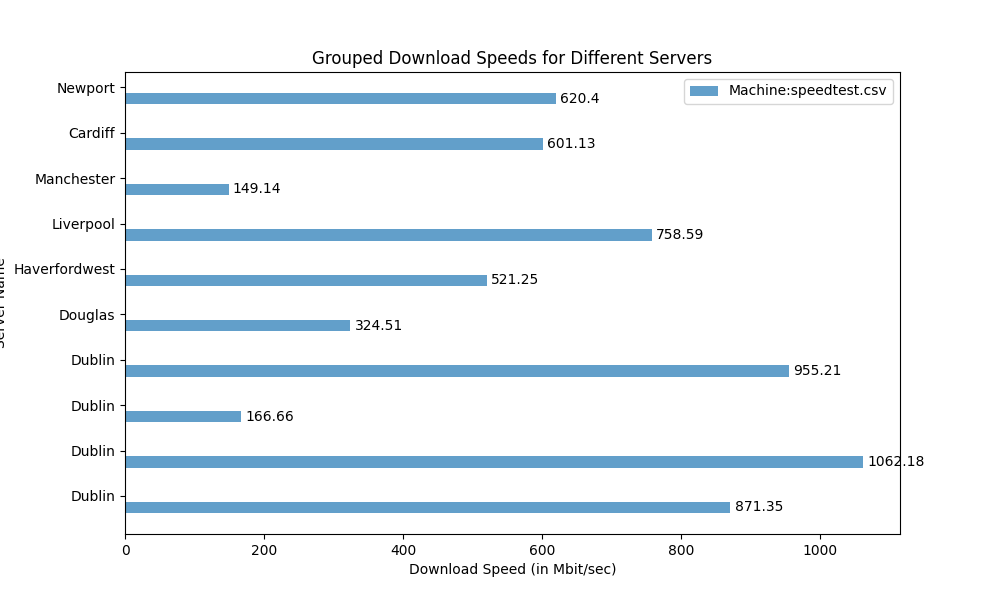 Grouped Download Speeds for Different Servers
Machine:speedtest.csv
Newport 620.4
Cardiff 601.13
Manchester 149.14
Liverpool 758.59
Haverfordwest 521.25
Douglas 324.51
Dublin 955.21
Dublin 166.66
Dublin 1062.18
Dublin 871.35
0 200 400 600 800 1000
Download Speed (in Mbit/sec)
Server Name